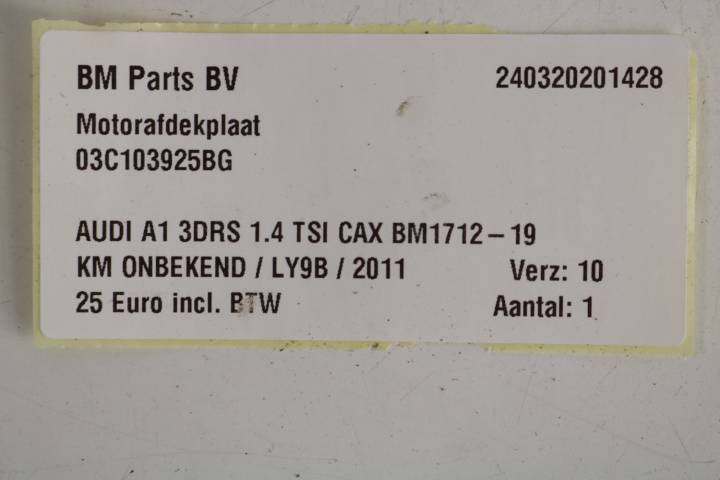 BM Parts BV 240320201428
Motorafdekplaat
03C103925BG
AUDI A1 3DRS 1.4 TSI CAX BM1712-19
KM ONBEKEND / LY9B / 2011 Verz: 10
25 Euro incl. BTW Aantal: 1